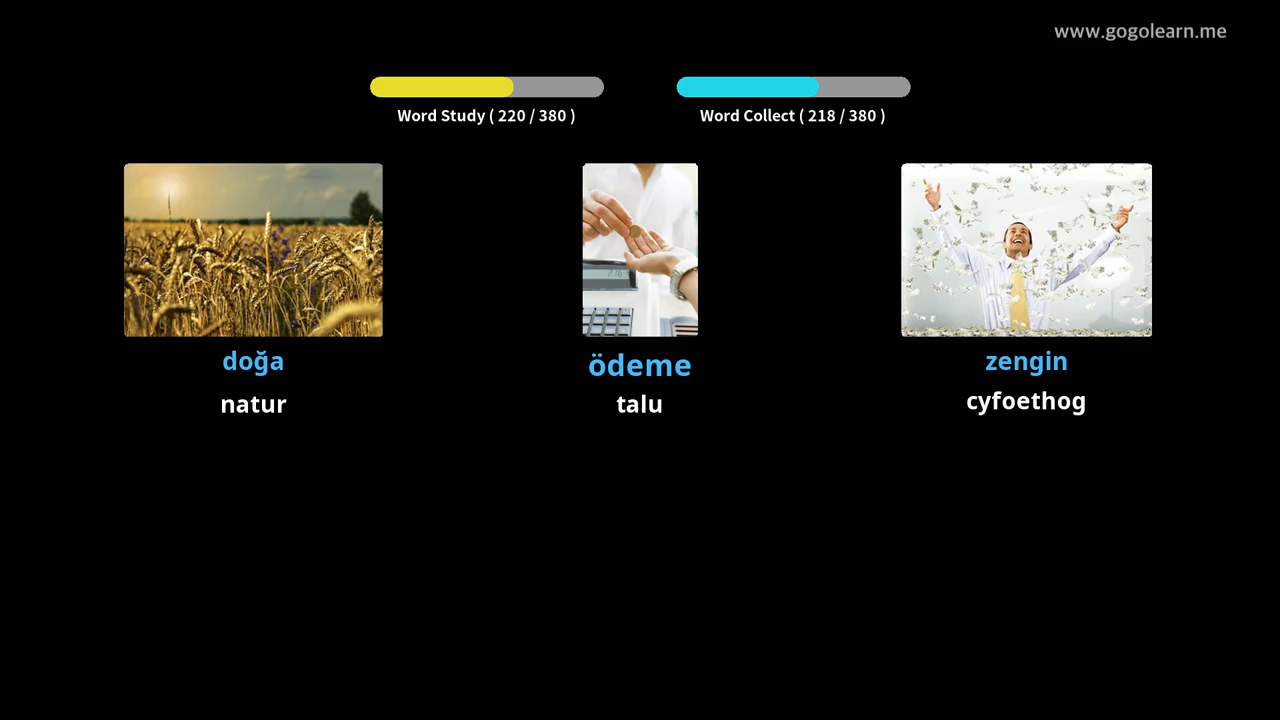 www.gogolearn.me
Word Study ( 220 / 380 )
Word Collect ( 218 / 380 )
doğa
ödeme
zengin
natur
talu
cyfoethog